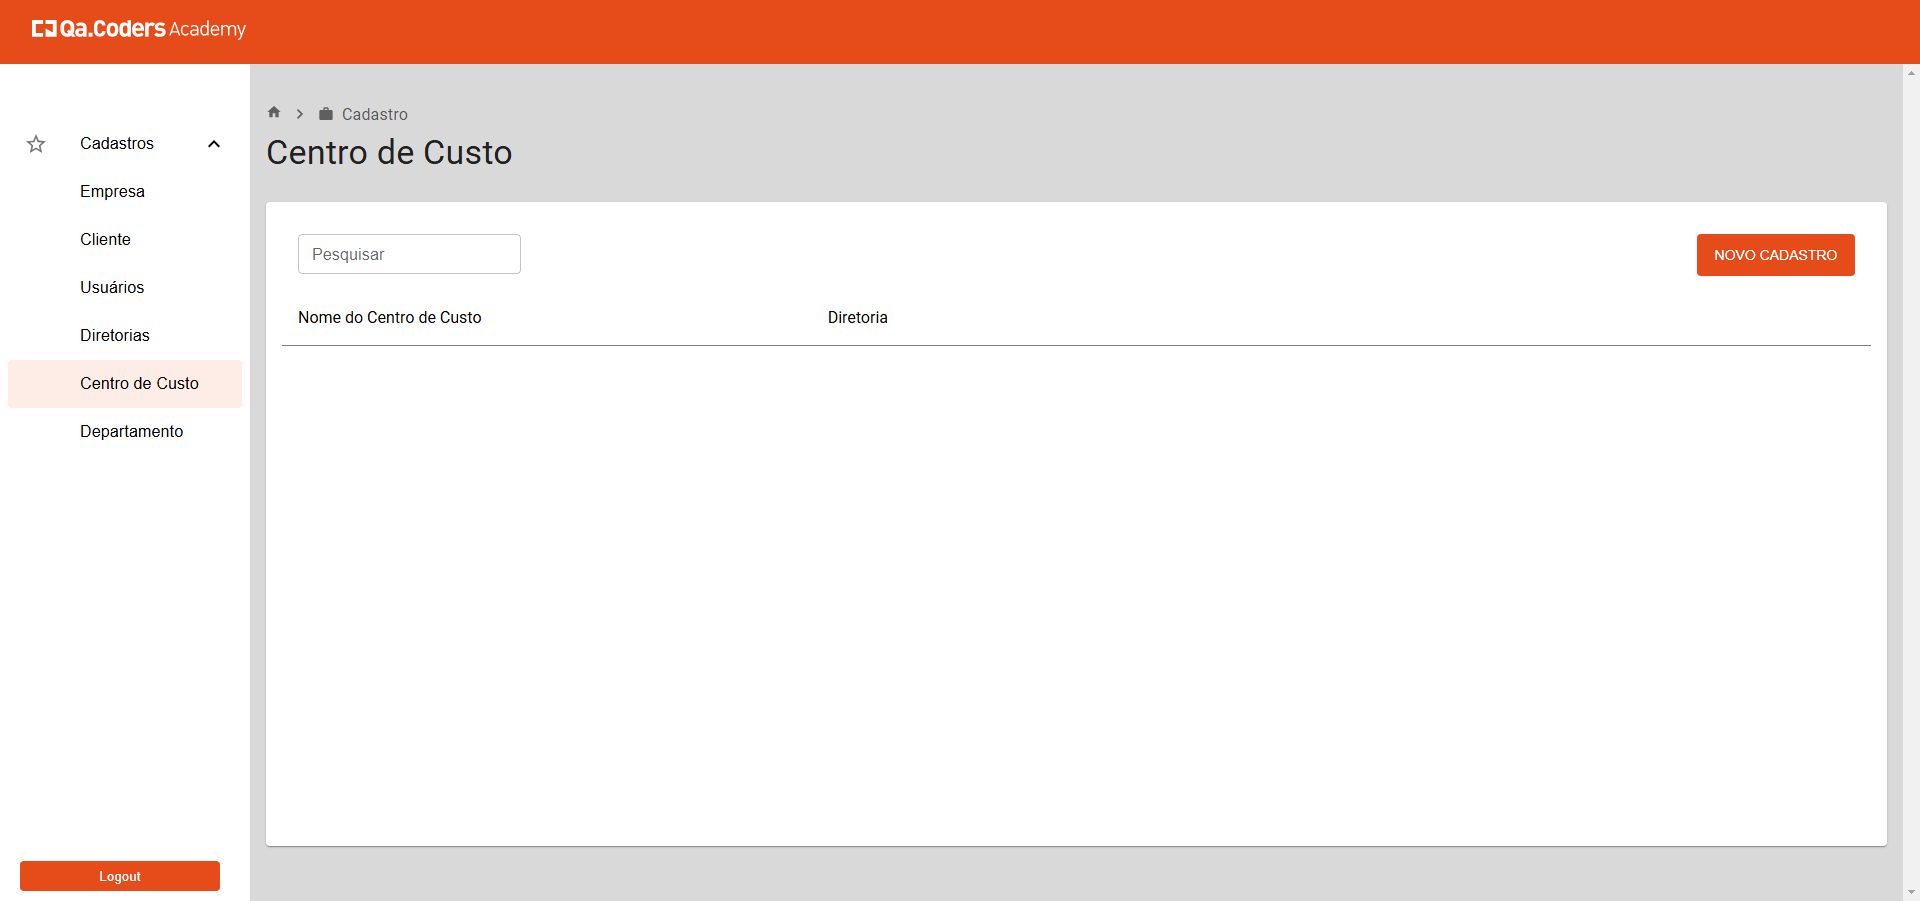 Qa.Coders Academy
Cadastros
Empresa
Cliente
Usuários
Diretorias
Centro de Custo
Departamento
Logout
Cadastro
Centro de Custo
Pesquisar
NOVO CADASTRO
Nome do Centro de Custo
Diretoria